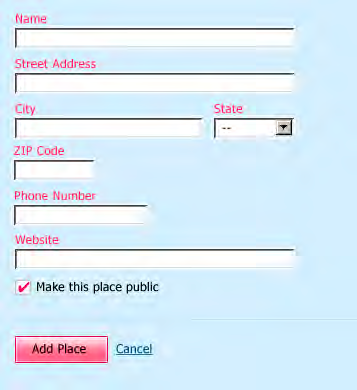 Name
Street Address
City State
--
ZIP Code
Phone Number
Website
Make this place public
Add Place Cancel